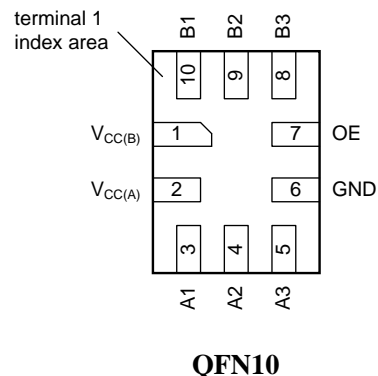 terminal 1
index area
B1 B2 B3
10 9 8
VCC(B) 1 7 OE
VCC(A) 2 6 GND
3 4 5
A1 A2 A3
QFN10